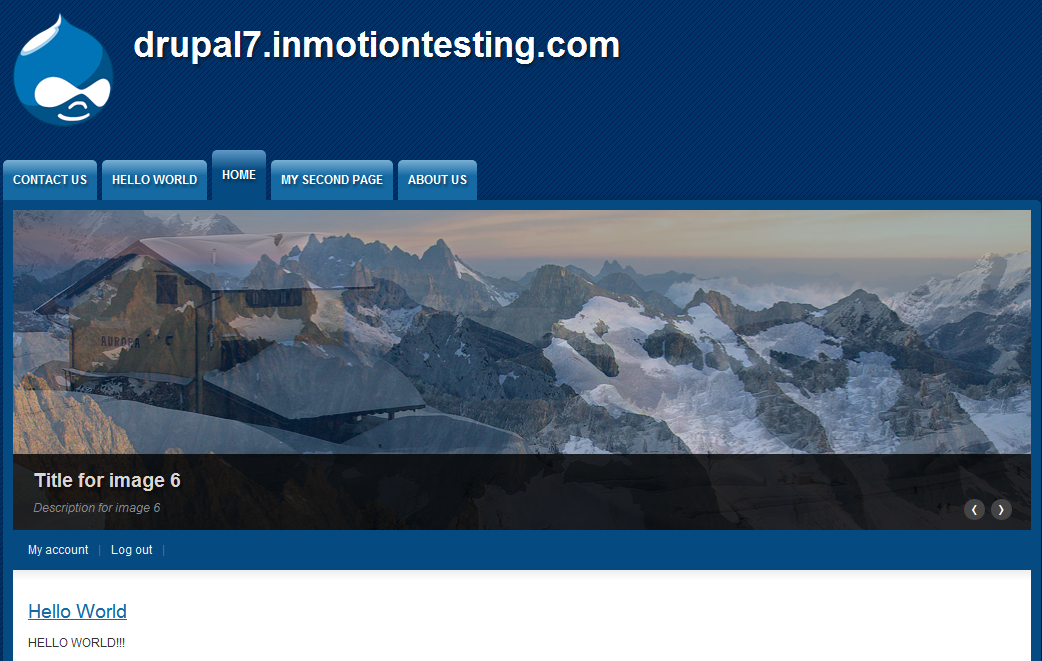 drupal7.inmotiontesting.com
CONTACT US
HELLO WORLD
HOME
MY SECOND PAGE
ABOUT US
AURORA
Title for image 6
Description for image 6
My account | Log out |
Hello World
HELLO WORLD!!!